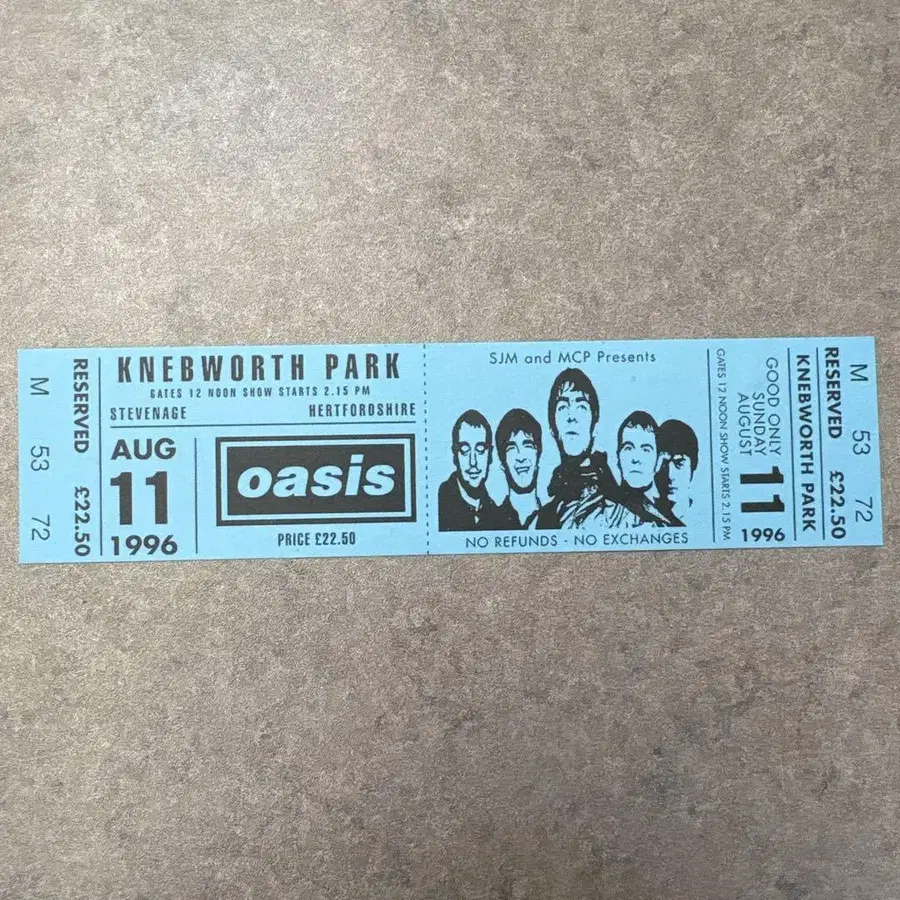 M 53 72
RESERVED £22.50
KNEBWORTH PARK
GATES 12 NOON SHOW STARTS 2.15 PM
STEVENAGE HERTFORDSHIRE
AUG
11
1996
oasis
PRICE £22.50
SJM and MCP Presents
NO REFUNDS - NO EXCHANGES
GATES 12 NOON SHOW STARTS 2.15 PM
GOOD ONLY
SUNDAY
AUGUST
11
1996
KNEBWORTH PARK
RESERVED £22.50
M 53 72